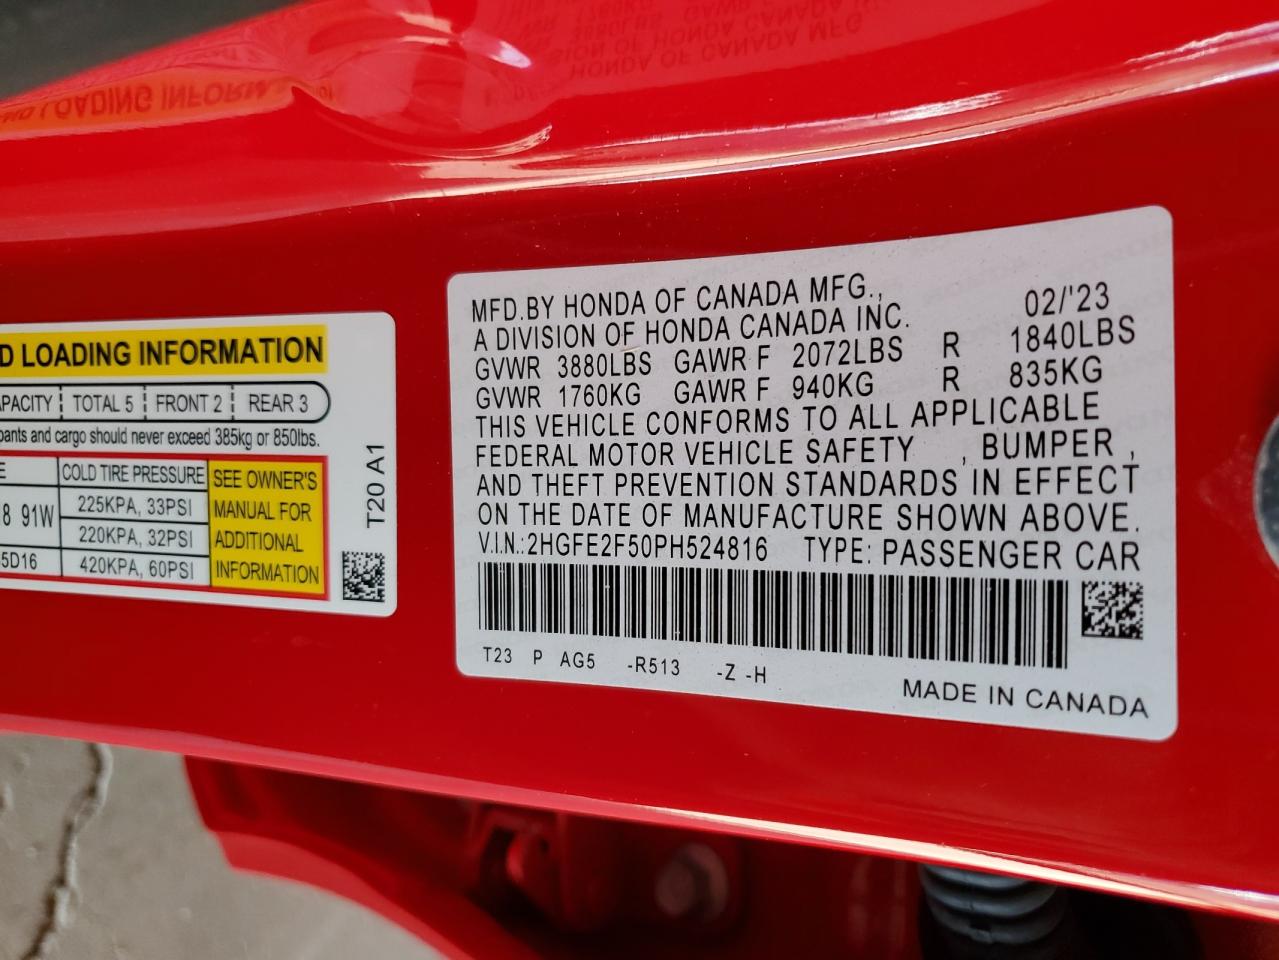 D LOADING INFORMATION
APACITY TOTAL 5 FRONT 2 REAR 3
pants and cargo should never exceed 385kg or 850lbs.
E COLD TIRE PRESSURE SEE OWNER'S
8 91W 225KPA, 33PSI MANUAL FOR
220KPA, 32PSI ADDITIONAL
5D16 420KPA, 60PSI INFORMATION
T20 A1
MFD.BY HONDA OF CANADA MFG.,
A DIVISION OF HONDA CANADA INC. 02/'23
GVWR 3880LBS GAWR F 2072LBS R 1840LBS
GVWR 1760KG GAWR F 940KG R 835KG
THIS VEHICLE CONFORMS TO ALL APPLICABLE
FEDERAL MOTOR VEHICLE SAFETY , BUMPER ,
AND THEFT PREVENTION STANDARDS IN EFFECT
ON THE DATE OF MANUFACTURE SHOWN ABOVE.
V.I.N.:2HGFE2F50PH524816 TYPE: PASSENGER CAR
T23 P AG5 -R513 -Z -H
MADE IN CANADA